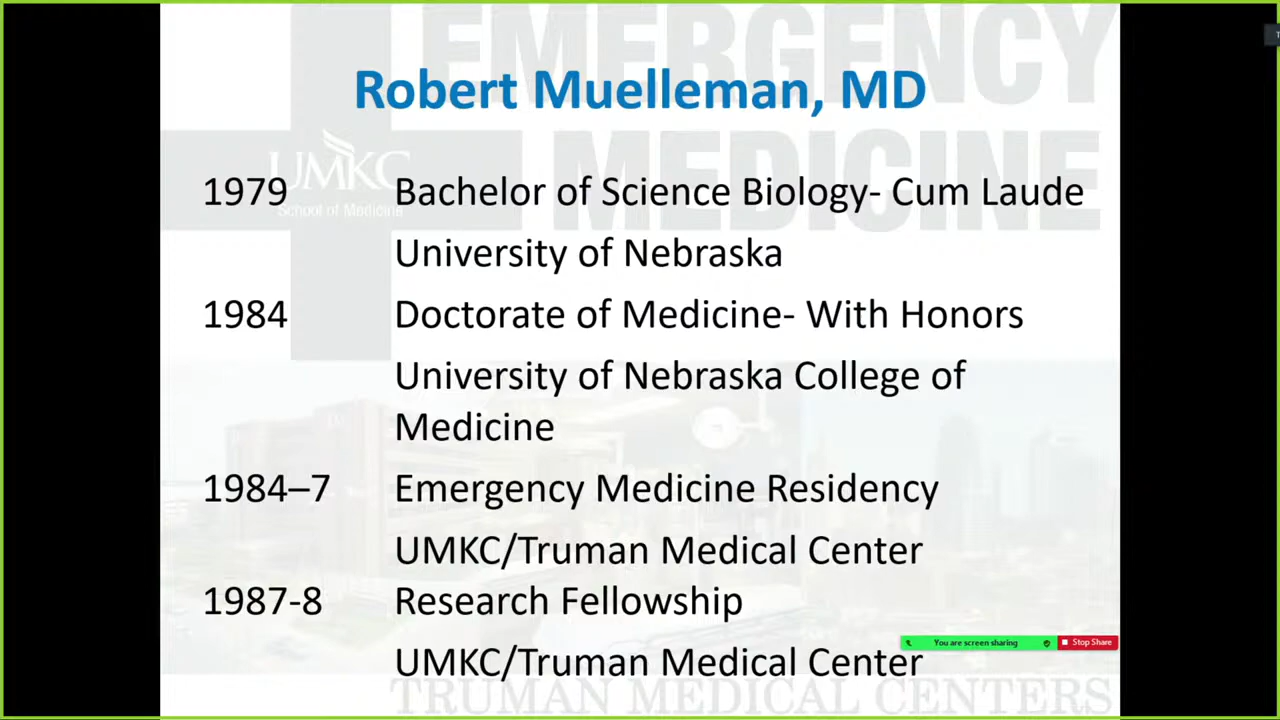 EMERGENCY
MEDICINE
Robert Muelleman, MD
UMKC
School of Medicine
1979 Bachelor of Science Biology- Cum Laude
University of Nebraska
1984 Doctorate of Medicine- With Honors
University of Nebraska College of
Medicine
1984–7 Emergency Medicine Residency
UMKC/Truman Medical Center
1987-8 Research Fellowship
You are screen sharing Stop Share
UMKC/Truman Medical Center
TRUMAN MEDICAL CENTERS